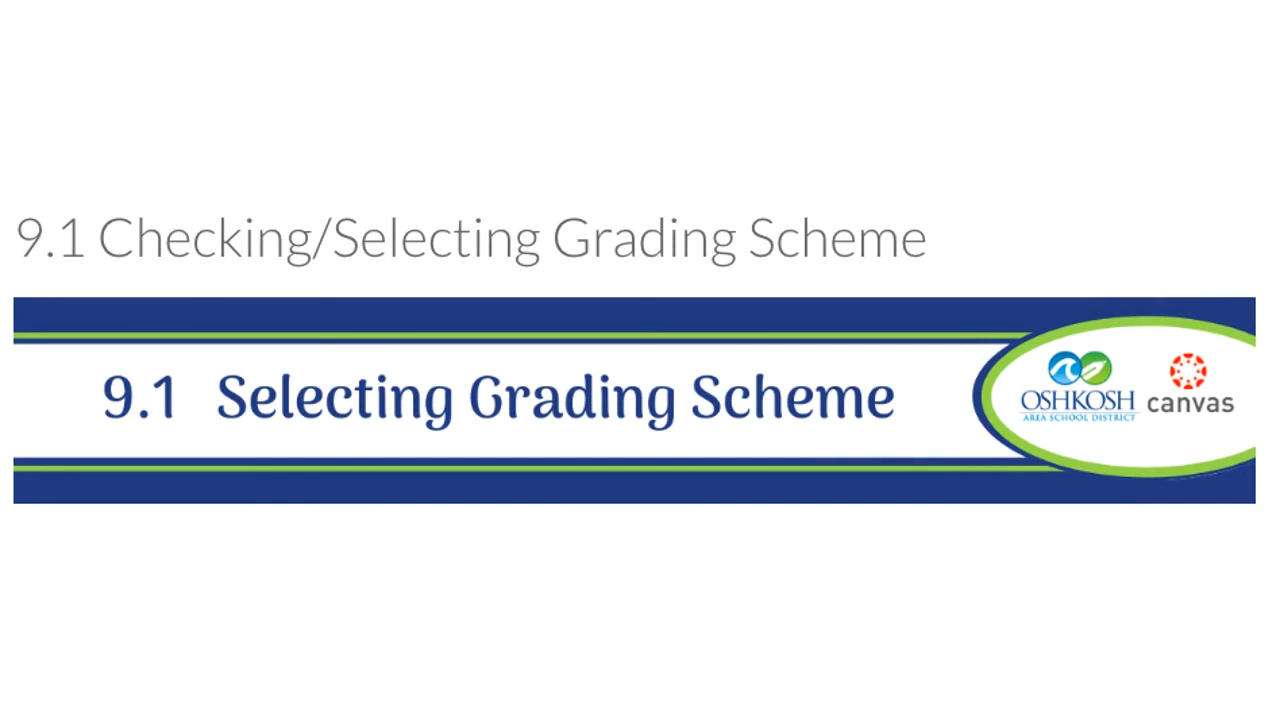 9.1 Checking/Selecting Grading Scheme
9.1 Selecting Grading Scheme
OSHKOSH
AREA SCHOOL DISTRICT
canvas